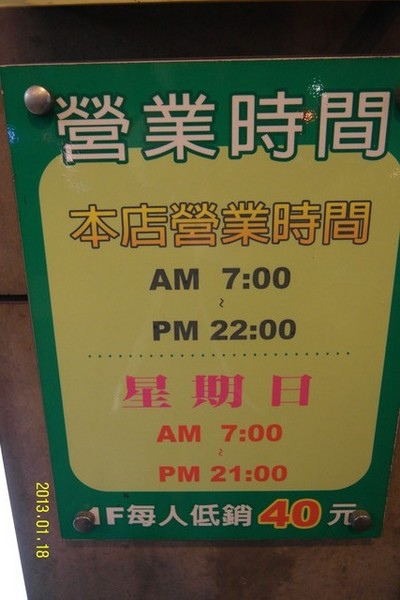 營業時間
本店營業時間
AM 7:00
~
PM 22:00
星期日
AM 7:00
~
PM 21:00
1F每人低銷40元
2013.01.18